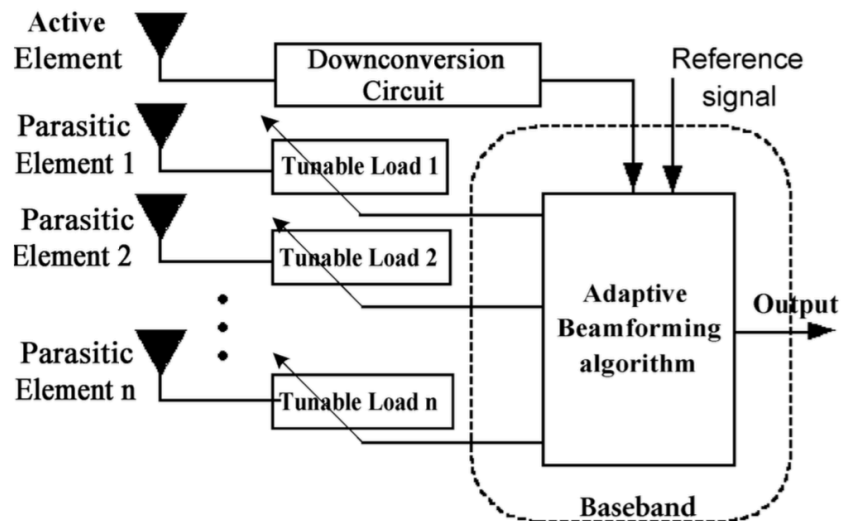 Active
Element
Downconversion
Circuit
Reference
signal
Parasitic
Element 1
Tunable Load 1
Parasitic
Element 2
Tunable Load 2
Adaptive
Beamforming
algorithm
Output
Parasitic
Element n
Tunable Load n
Baseband